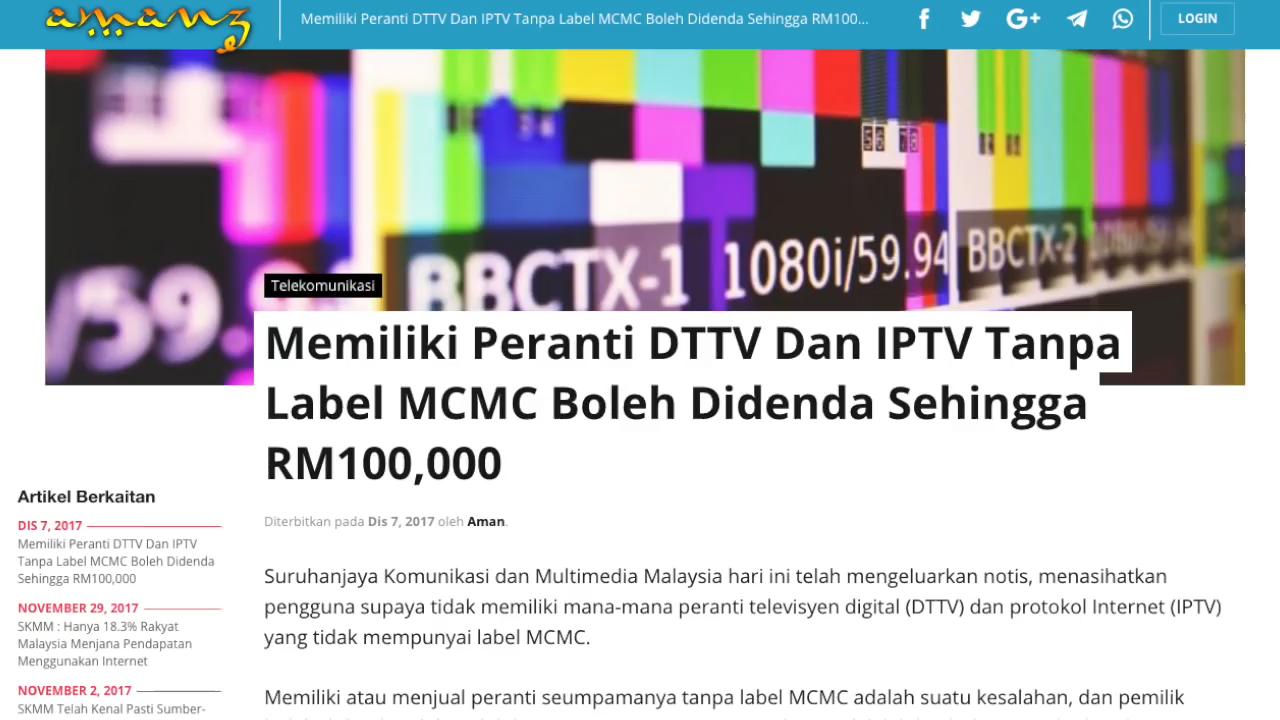 amanz
Memiliki Peranti DTTV Dan IPTV Tanpa Label MCMC Boleh Didenda Sehingga RM100...
LOGIN
BBCTX-1
1080i/59.94
BBCTX-2
/59.
Telekomunikasi
Memiliki Peranti DTTV Dan IPTV Tanpa
Label MCMC Boleh Didenda Sehingga
RM100,000
Diterbitkan pada Dis 7, 2017 oleh Aman.
Suruhanjaya Komunikasi dan Multimedia Malaysia hari ini telah mengeluarkan notis, menasihatkan
pengguna supaya tidak memiliki mana-mana peranti televisyen digital (DTTV) dan protokol Internet (IPTV)
yang tidak mempunyai label MCMC.
Memiliki atau menjual peranti seumpamanya tanpa label MCMC adalah suatu kesalahan, dan pemilik
Artikel Berkaitan
DIS 7, 2017
Memiliki Peranti DTTV Dan IPTV
Tanpa Label MCMC Boleh Didenda
Sehingga RM100,000
NOVEMBER 29, 2017
SKMM : Hanya 18.3% Rakyat
Malaysia Menjana Pendapatan
Menggunakan Internet
NOVEMBER 2, 2017
SKMM Telah Kenal Pasti Sumber-